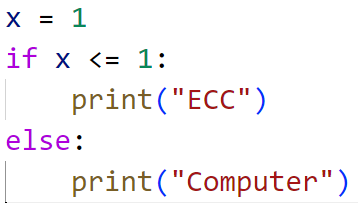 x = 1
if x <= 1:
    print("ECC")
else:
    print("Computer")